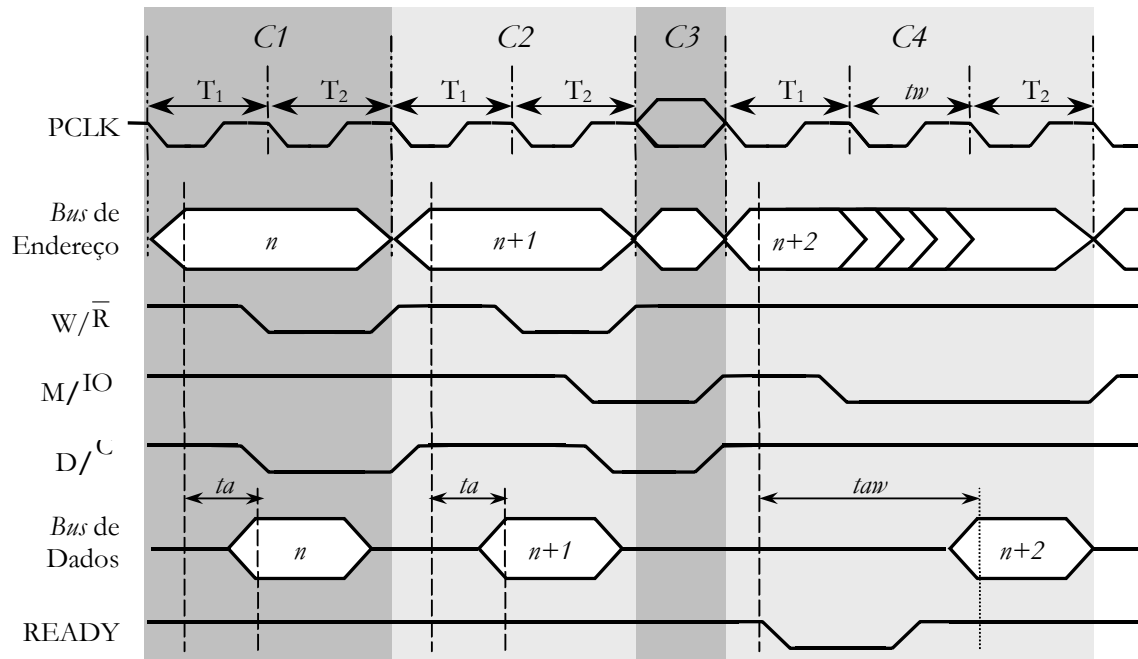 C1 C2 C3 C4
T₁ T₂ T₁ T₂ T₁ tw T₂
PCLK
Bus de
Endereço
n n+1 n+2
W/R̅
M/IO
D/C
ta ta taw
Bus de
Dados
n n+1 n+2
READY